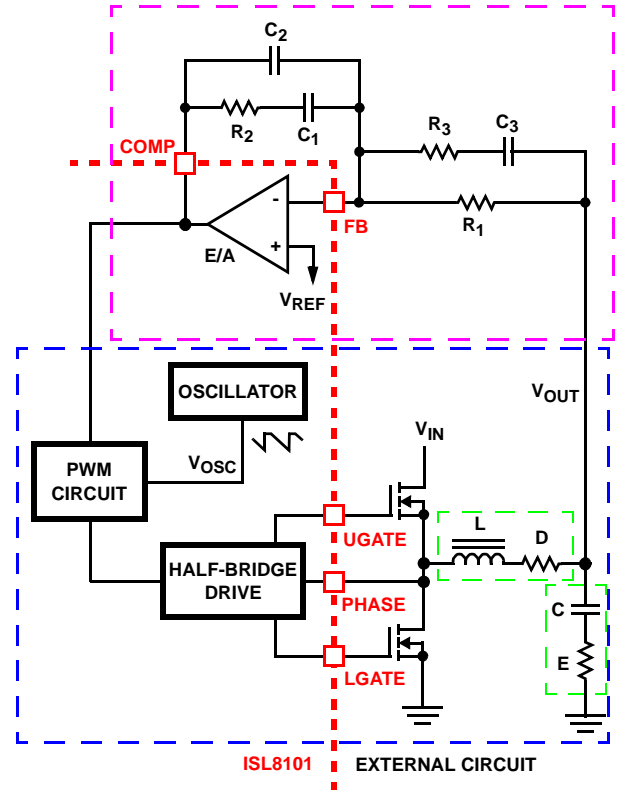 C2
R2
C1
COMP
R3
C3
R1
-
+
E/A
FB
VREF
VOUT
OSCILLATOR
VIN
PWM
CIRCUIT
VOSC
L
D
UGATE
HALF-BRIDGE
DRIVE
PHASE
C
E
LGATE
ISL8101
EXTERNAL CIRCUIT